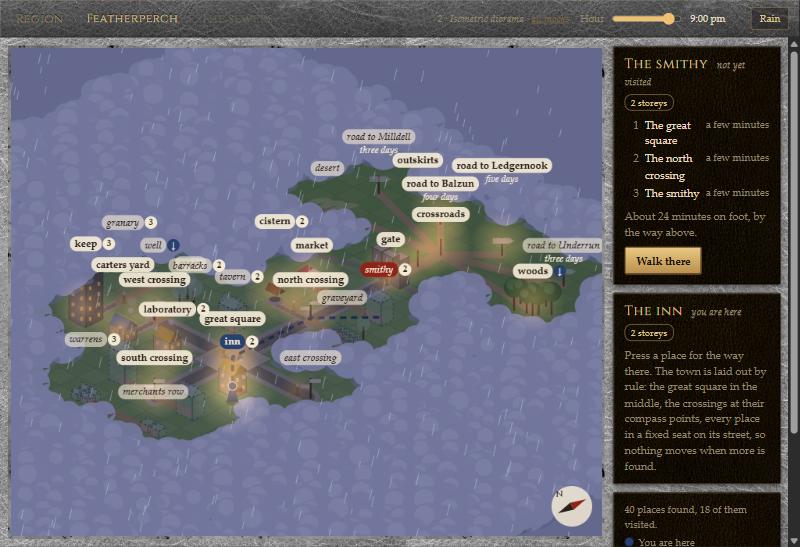 REGION FEATHERPERCH THE SEWERS 2 · Isometric diorama · all mocks Hour 9:00 pm Rain
road to Milldell
three days
outskirts
road to Ledgernook
five days
desert
road to Balzun
four days
crossroads
granary 3
cistern 2
keep 3
well ↓
market
gate
road to Underrun
three days
carters yard
barracks 2
smithy 2
woods ↓
west crossing
tavern 2
north crossing
graveyard
laboratory 2
great square
warrens 3
inn 2
south crossing
east crossing
merchants row
N
THE SMITHY not yet
visited
2 storeys
1 The great a few minutes
square
2 The north a few minutes
crossing
3 The smithy a few minutes
About 24 minutes on foot, by
the way above.
Walk there
THE INN you are here
2 storeys
Press a place for the way
there. The town is laid out by
rule: the great square in the
middle, the crossings at their
compass points, every place
in a fixed seat on its street, so
nothing moves when more is
found.
40 places found, 18 of them
visited.
You are here